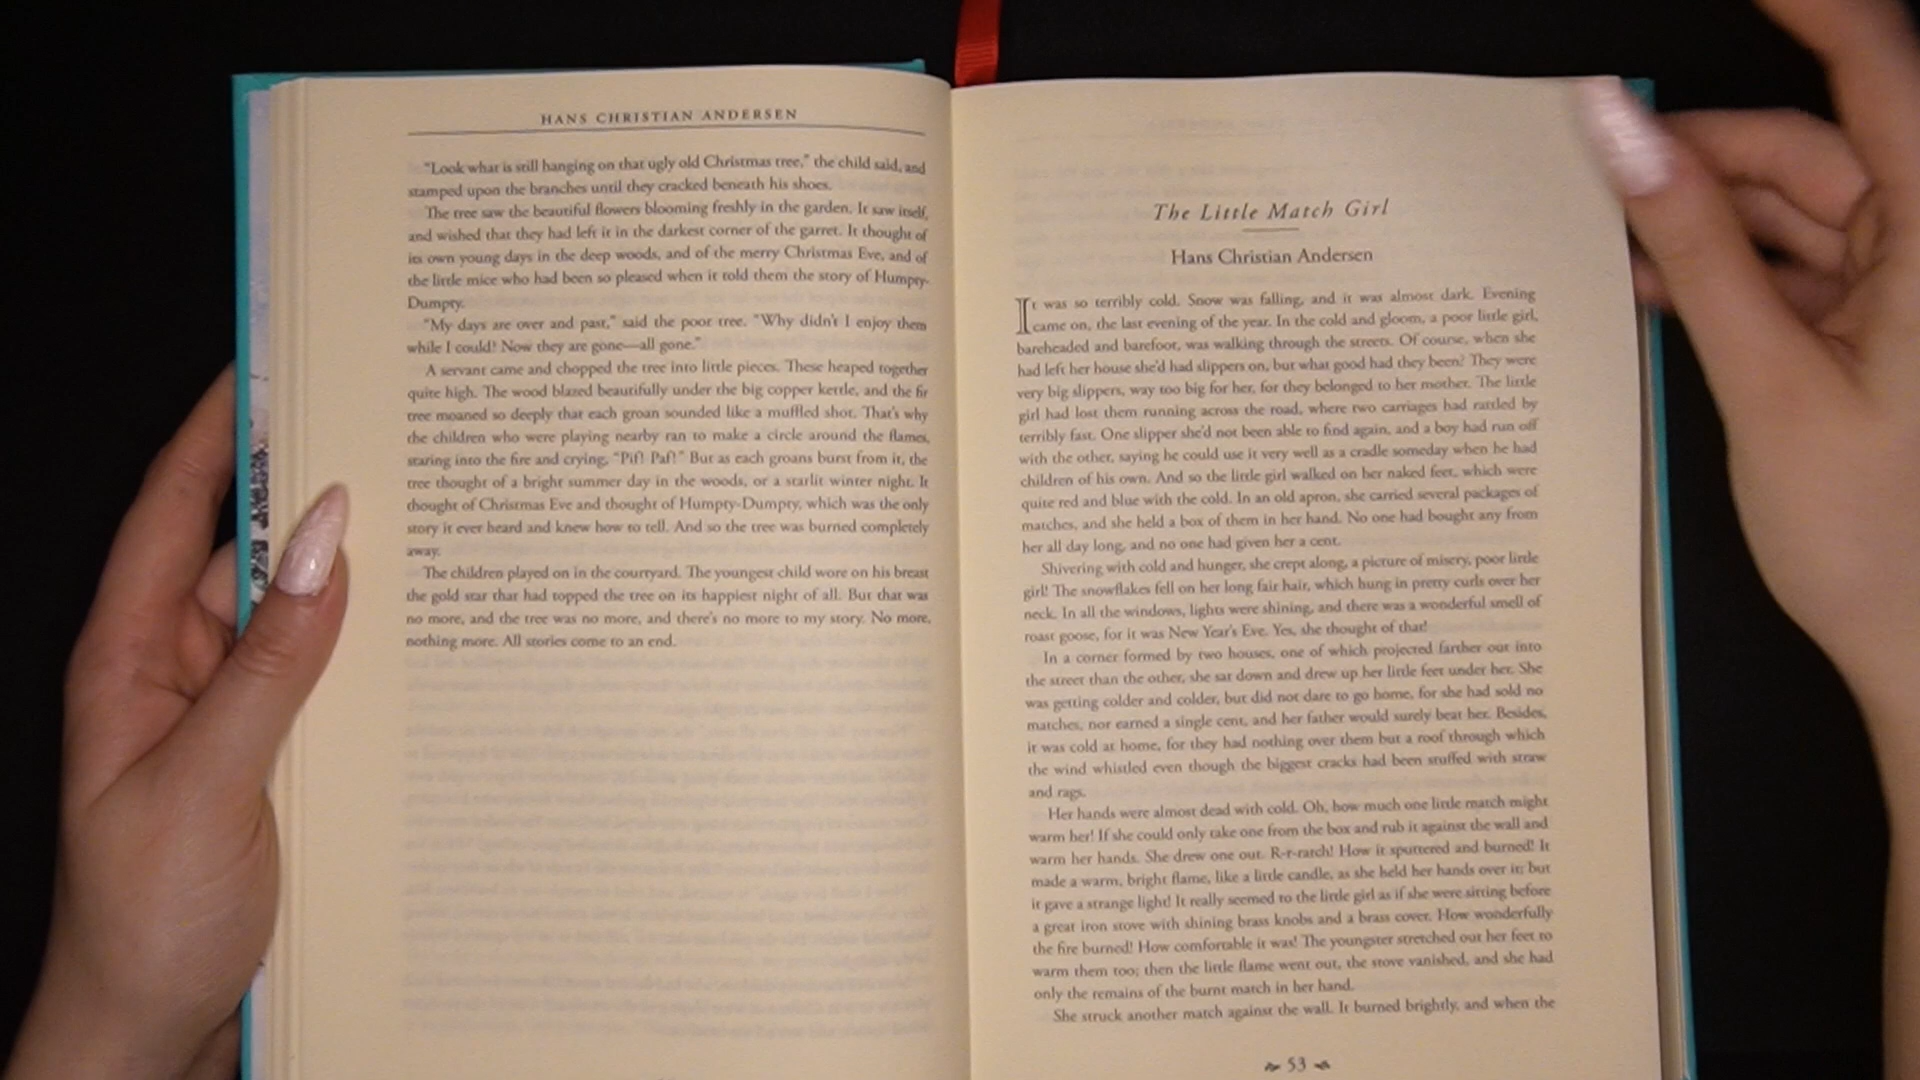 HANS CHRISTIAN ANDERSEN
"Look what is still hanging on that ugly old Christmas tree," the child said, and
stamped upon the branches until they cracked beneath his shoes.
The tree saw the beautiful flowers blooming freshly in the garden. It saw itself,
and wished that they had left it in the darkest corner of the garret. It thought of
its own young days in the deep woods, and of the merry Christmas Eve, and of
the little mice who had been so pleased when it told them the story of Humpty-
Dumpty.
"My days are over and past," said the poor tree. "Why didn't I enjoy them
while I could? Now they are gone—all gone."
A servant came and chopped the tree into little pieces. These heaped together
quite high. The wood blazed beautifully under the big copper kettle, and the fir
tree moaned so deeply that each groan sounded like a muffled shot. That's why
the children who were playing nearby ran to make a circle around the flames,
staring into the fire and crying, "Pif! Paf!" But as each groans burst from it, the
tree thought of a bright summer day in the woods, or a starlit winter night. It
thought of Christmas Eve and thought of Humpty-Dumpty, which was the only
story it ever heard and knew how to tell. And so the tree was burned completely
away.
The children played on in the courtyard. The youngest child wore on his breast
the gold star that had topped the tree on its happiest night of all. But that was
no more, and the tree was no more, and there's no more to my story. No more,
nothing more. All stories come to an end.
The Little Match Girl
Hans Christian Andersen
It was so terribly cold. Snow was falling, and it was almost dark. Evening
came on, the last evening of the year. In the cold and gloom, a poor little girl,
bareheaded and barefoot, was walking through the streets. Of course, when she
had left her house she'd had slippers on, but what good had they been? They were
very big slippers, way too big for her, for they belonged to her mother. The little
girl had lost them running across the road, where two carriages had rattled by
terribly fast. One slipper she'd not been able to find again, and a boy had run off
with the other, saying he could use it very well as a cradle someday when he had
children of his own. And so the little girl walked on her naked feet, which were
quite red and blue with the cold. In an old apron, she carried several packages of
matches, and she held a box of them in her hand. No one had bought any from
her all day long, and no one had given her a cent.
Shivering with cold and hunger, she crept along, a picture of misery, poor little
girl! The snowflakes fell on her long fair hair, which hung in pretty curls over her
neck. In all the windows, lights were shining, and there was a wonderful smell of
roast goose, for it was New Year's Eve. Yes, she thought of that!
In a corner formed by two houses, one of which projected farther out into
the street than the other, she sat down and drew up her little feet under her. She
was getting colder and colder, but did not dare to go home, for she had sold no
matches, nor earned a single cent, and her father would surely beat her. Besides,
it was cold at home, for they had nothing over them but a roof through which
the wind whistled even though the biggest cracks had been stuffed with straw
and rags.
Her hands were almost dead with cold. Oh, how much one little match might
warm her! If she could only take one from the box and rub it against the wall and
warm her hands. She drew one out. R-r-ratch! How it sputtered and burned! It
made a warm, bright flame, like a little candle, as she held her hands over it; but
it gave a strange light! It really seemed to the little girl as if she were sitting before
a great iron stove with shining brass knobs and a brass cover. How wonderfully
the fire burned! How comfortable it was! The youngster stretched out her feet to
warm them too; then the little flame went out, the stove vanished, and she had
only the remains of the burnt match in her hand.
She struck another match against the wall. It burned brightly, and when the
53